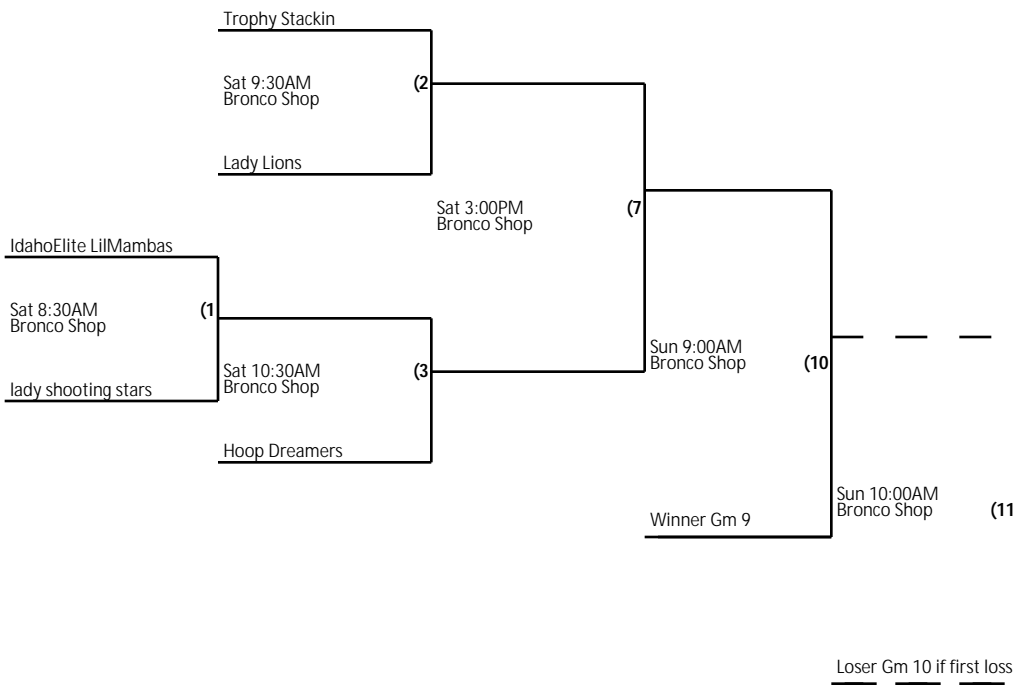 Trophy Stackin
Sat 9:30AM
Bronco Shop
(2
Lady Lions
Sat 3:00PM
Bronco Shop
(7
IdahoElite LilMambas
Sat 8:30AM
Bronco Shop
(1
lady shooting stars
Sat 10:30AM
Bronco Shop
(3
Hoop Dreamers
Sun 9:00AM
Bronco Shop
(10
Winner Gm 9
Sun 10:00AM
Bronco Shop
(11
Loser Gm 10 if first loss